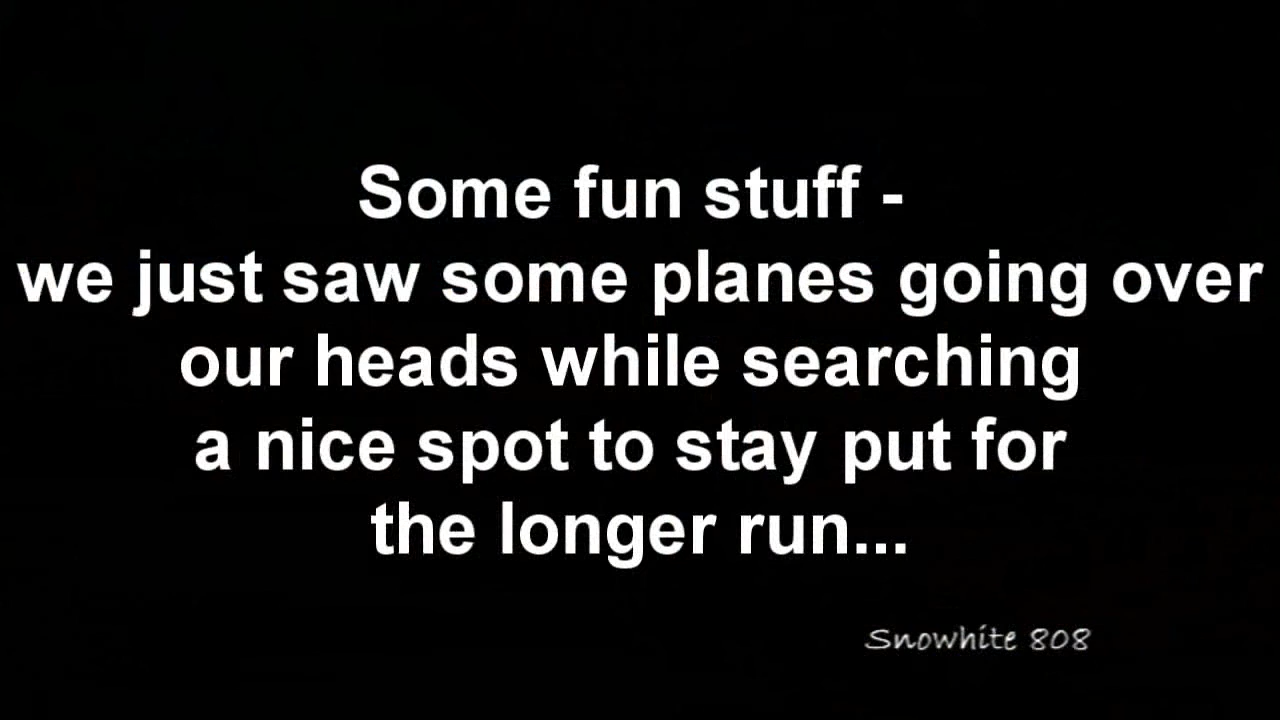 Some fun stuff -
we just saw some planes going over
our heads while searching
a nice spot to stay put for
the longer run...
Snowhite 808